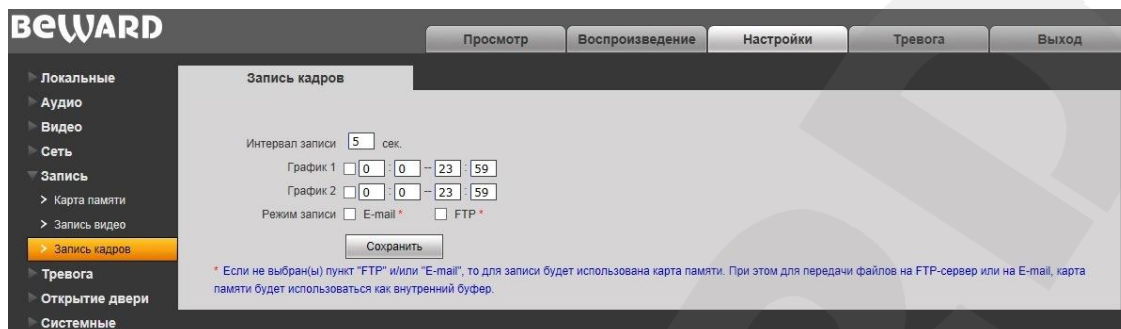 BEWARD
Просмотр Воспроизведение Настройки Тревога Выход
Локальные
Аудио
Видео
Сеть
Запись
Карта памяти
Запись видео
Запись кадров
Тревога
Открытие двери
Системные
Запись кадров
Интервал записи 5 сек.
График 1 0 : 0 -- 23 : 59
График 2 0 : 0 -- 23 : 59
Режим записи E-mail * FTP *
Сохранить
* Если не выбран(ы) пункт "FTP" и/или "E-mail", то для записи будет использована карта памяти. При этом для передачи файлов на FTP-сервер или на E-mail, карта
памяти будет использоваться как внутренний буфер.